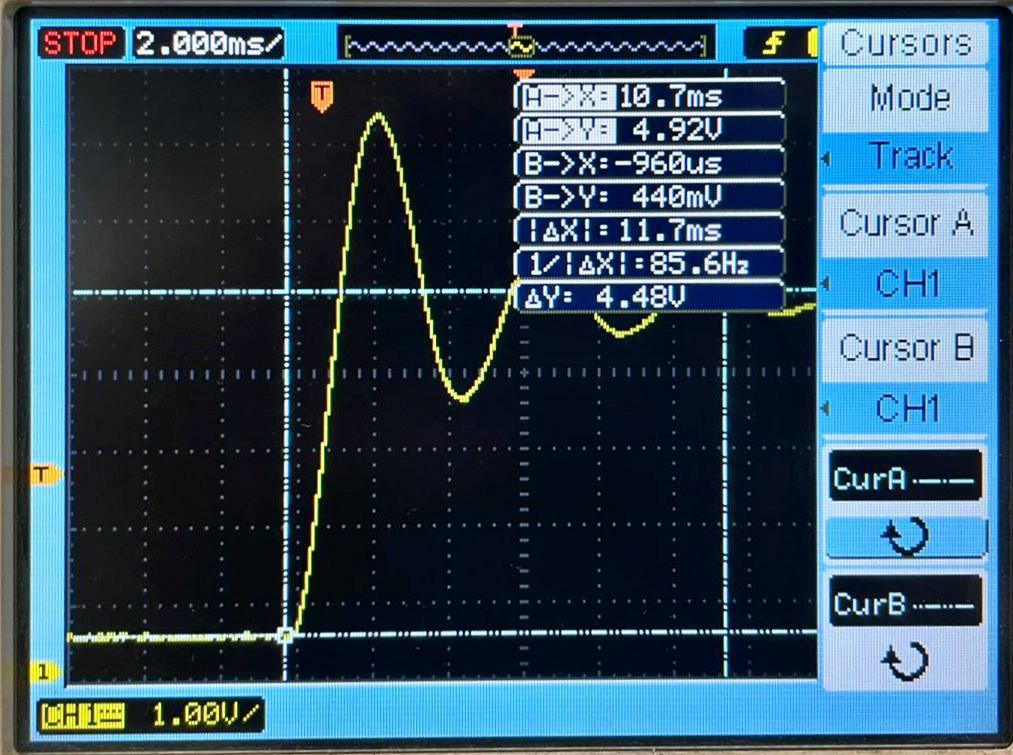 STOP 2.000ms/
Cursors
Mode
Track
Cursor A
CH1
Cursor B
CH1
CurA
CurB
T
A->X: 10.7ms
A->Y: 4.92V
B->X:-960us
B->Y: 440mV
|ΔX|: 11.7ms
1/|ΔX|:85.6Hz
ΔY: 4.48V
T
1
1.00V/